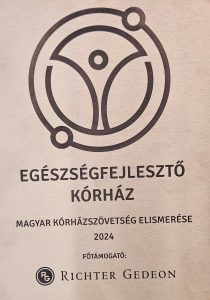 EGÉSZSÉGFEJLESZTŐ
KÓRHÁZ
MAGYAR KÓRHÁZSZÖVETSÉG ELISMERÉSE
2024
FŐTÁMOGATÓ:
RG RICHTER GEDEON